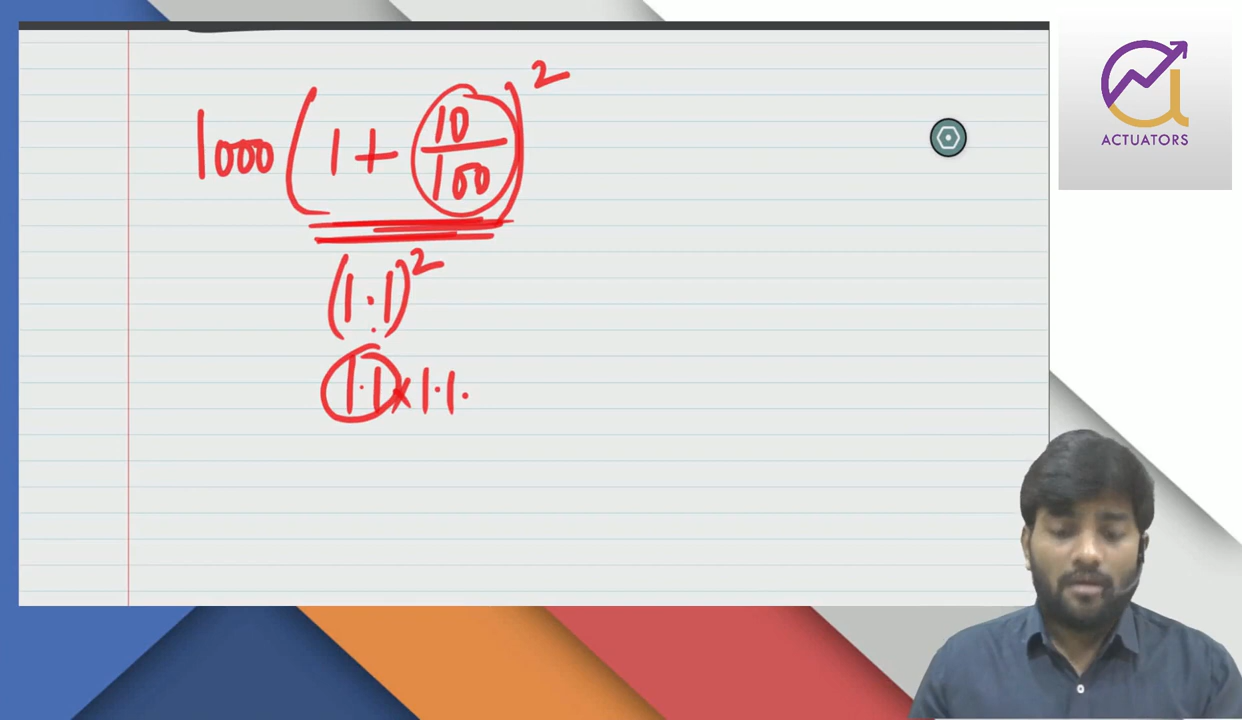 1000 (1 + 10/100)²
(1.1)²
1.1 × 1.1.
ACTUATORS